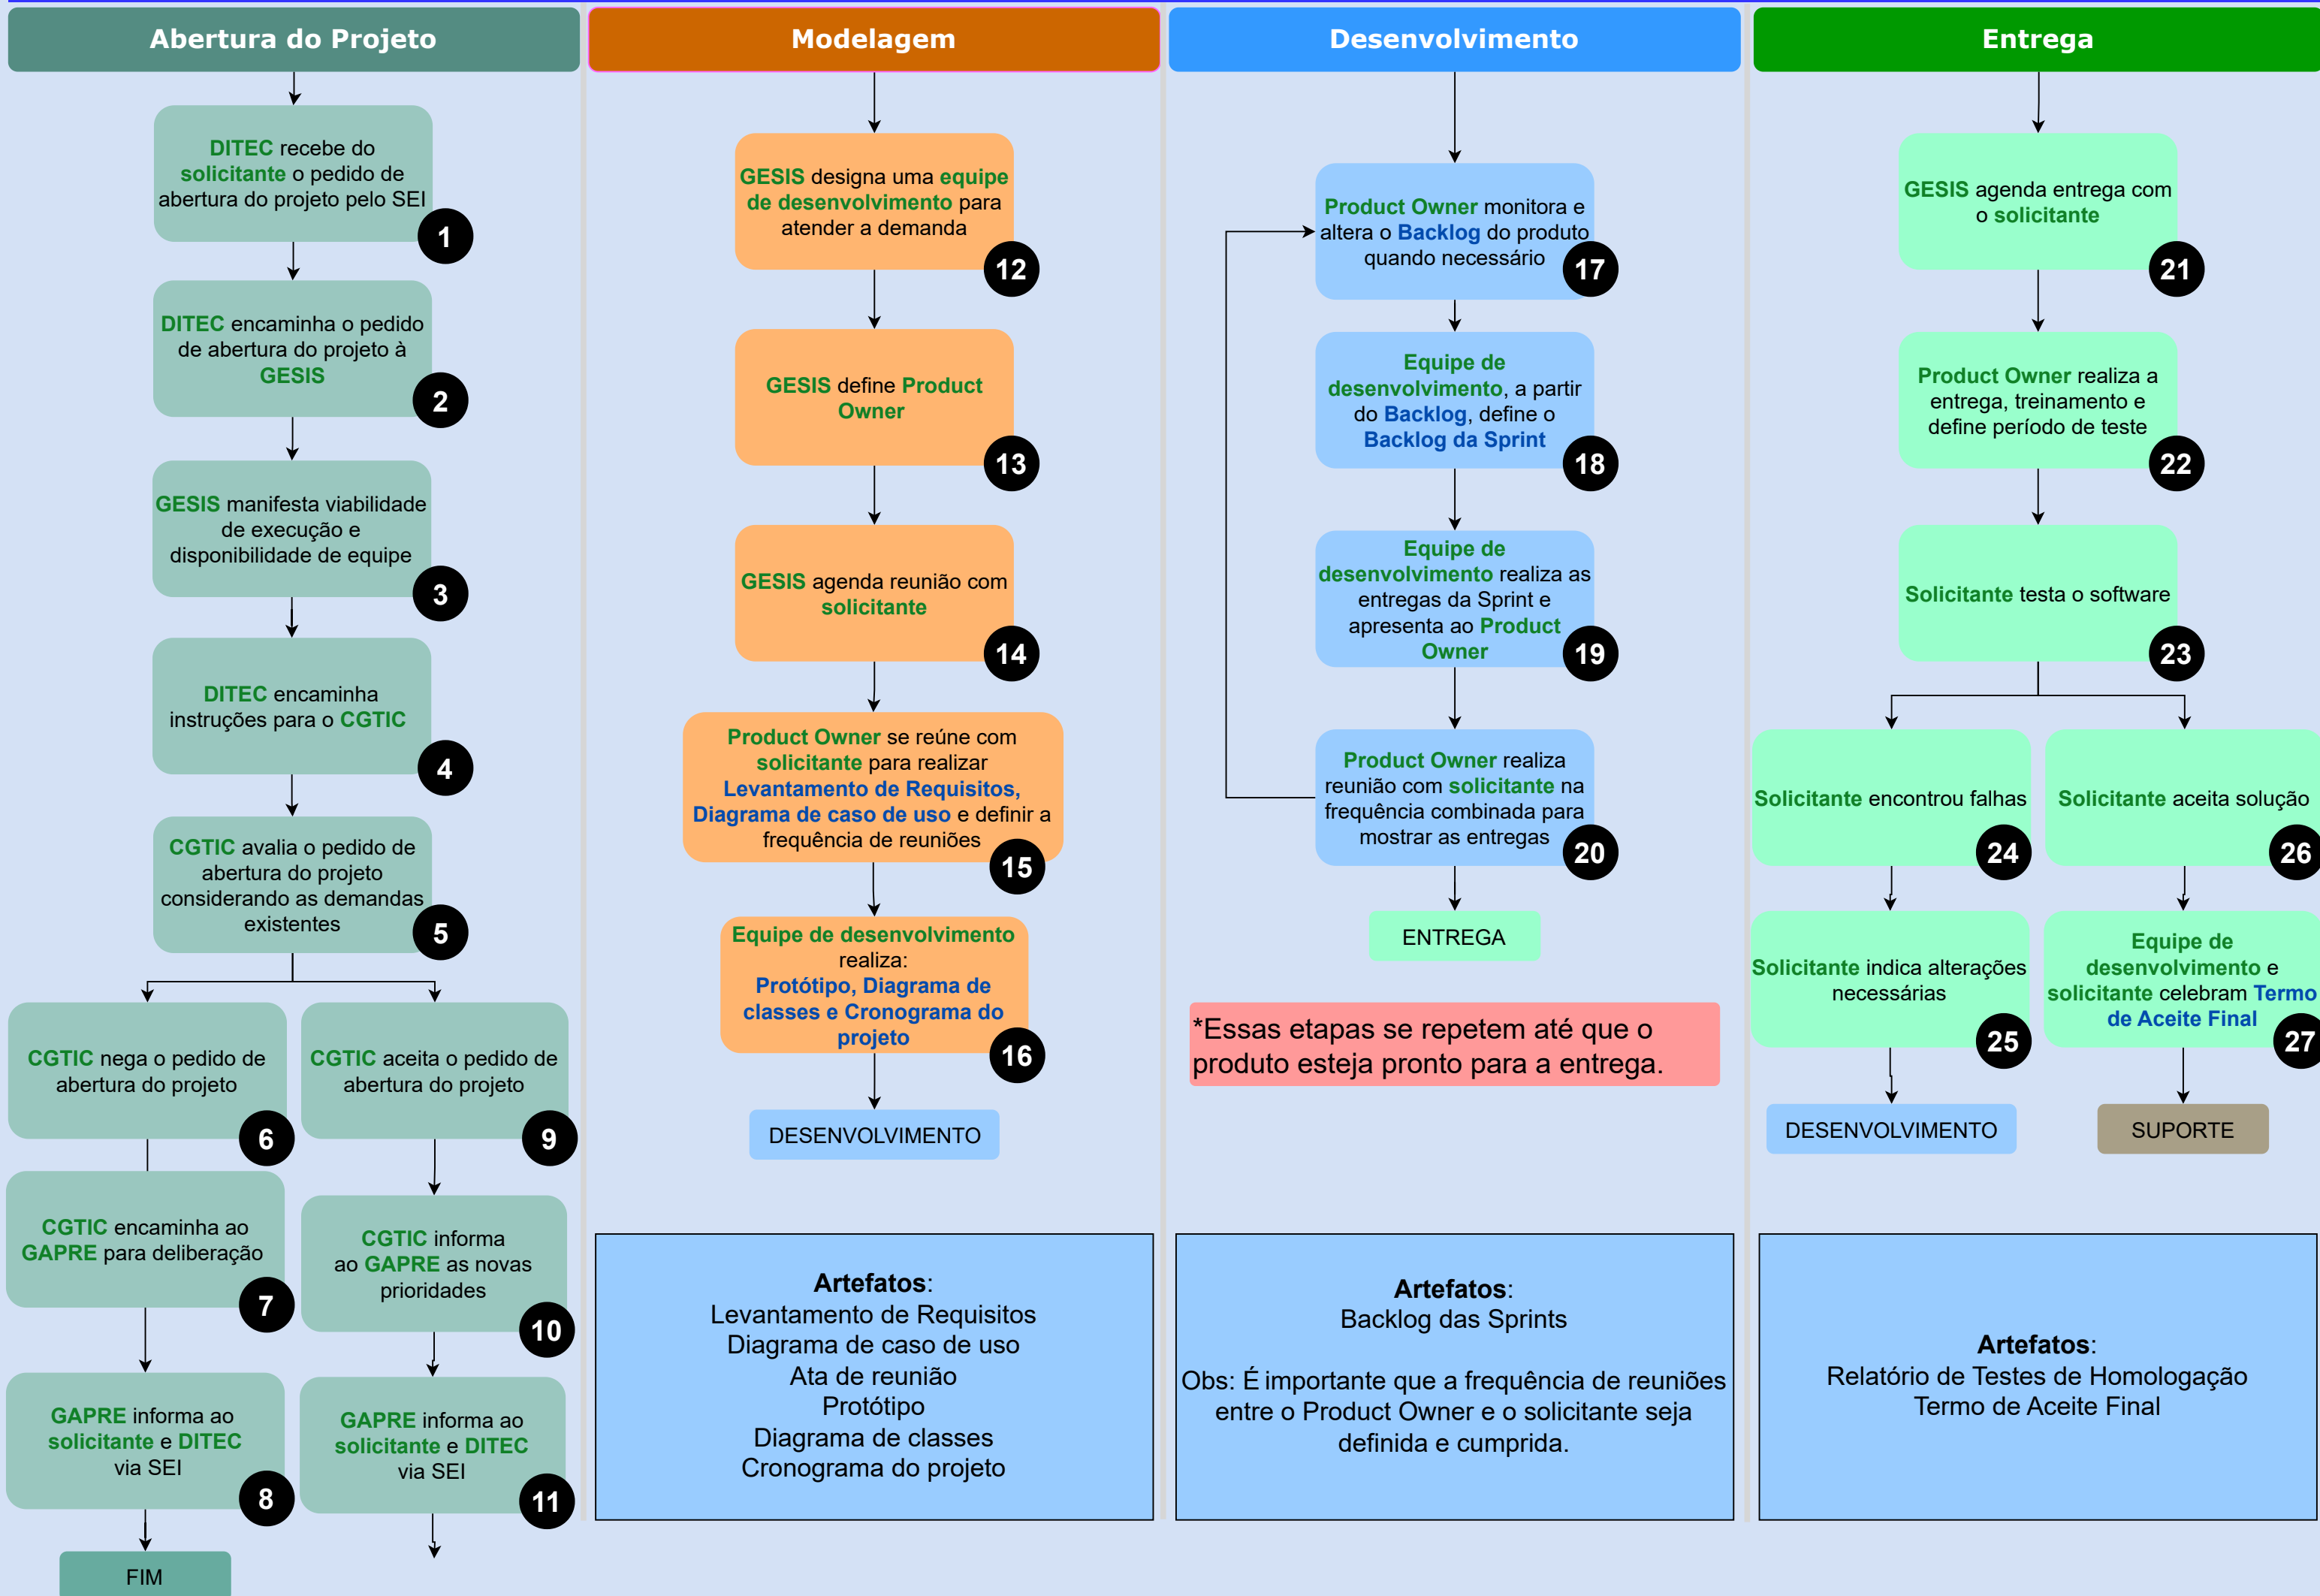 Abertura do Projeto
DITEC recebe do
solicitante o pedido de
abertura do projeto pelo SEI
1
DITEC encaminha o pedido
de abertura do projeto à
GESIS
2
GESIS manifesta viabilidade
de execução e
disponibilidade de equipe
3
DITEC encaminha
instruções para o CGTIC
4
CGTIC avalia o pedido de
abertura do projeto
considerando as demandas
existentes
5
CGTIC nega o pedido de
abertura do projeto
6
CGTIC encaminha ao
GAPRE para deliberação
7
GAPRE informa ao
solicitante e DITEC
via SEI
8
FIM
CGTIC aceita o pedido de
abertura do projeto
9
CGTIC informa
ao GAPRE as novas
prioridades
10
GAPRE informa ao
solicitante e DITEC
via SEI
11
Modelagem
GESIS designa uma equipe
de desenvolvimento para
atender a demanda
12
GESIS define Product
Owner
13
GESIS agenda reunião com
solicitante
14
Product Owner se reúne com
solicitante para realizar
Levantamento de Requisitos,
Diagrama de caso de uso e definir a
frequência de reuniões
15
Equipe de desenvolvimento
realiza:
Protótipo, Diagrama de
classes e Cronograma do
projeto
16
DESENVOLVIMENTO
Artefatos:
Levantamento de Requisitos
Diagrama de caso de uso
Ata de reunião
Protótipo
Diagrama de classes
Cronograma do projeto
Desenvolvimento
Product Owner monitora e
altera o Backlog do produto
quando necessário
17
Equipe de
desenvolvimento, a partir
do Backlog, define o
Backlog da Sprint
18
Equipe de
desenvolvimento realiza as
entregas da Sprint e
apresenta ao Product
Owner
19
Product Owner realiza
reunião com solicitante na
frequência combinada para
mostrar as entregas
20
ENTREGA
*Essas etapas se repetem até que o
produto esteja pronto para a entrega.
Artefatos:
Backlog das Sprints
Obs: É importante que a frequência de reuniões
entre o Product Owner e o solicitante seja
definida e cumprida.
Entrega
GESIS agenda entrega com
o solicitante
21
Product Owner realiza a
entrega, treinamento e
define período de teste
22
Solicitante testa o software
23
Solicitante encontrou falhas
24
Solicitante indica alterações
necessárias
25
DESENVOLVIMENTO
Solicitante aceita solução
26
Equipe de
desenvolvimento e
solicitante celebram Termo
de Aceite Final
27
SUPORTE
Artefatos:
Relatório de Testes de Homologação
Termo de Aceite Final